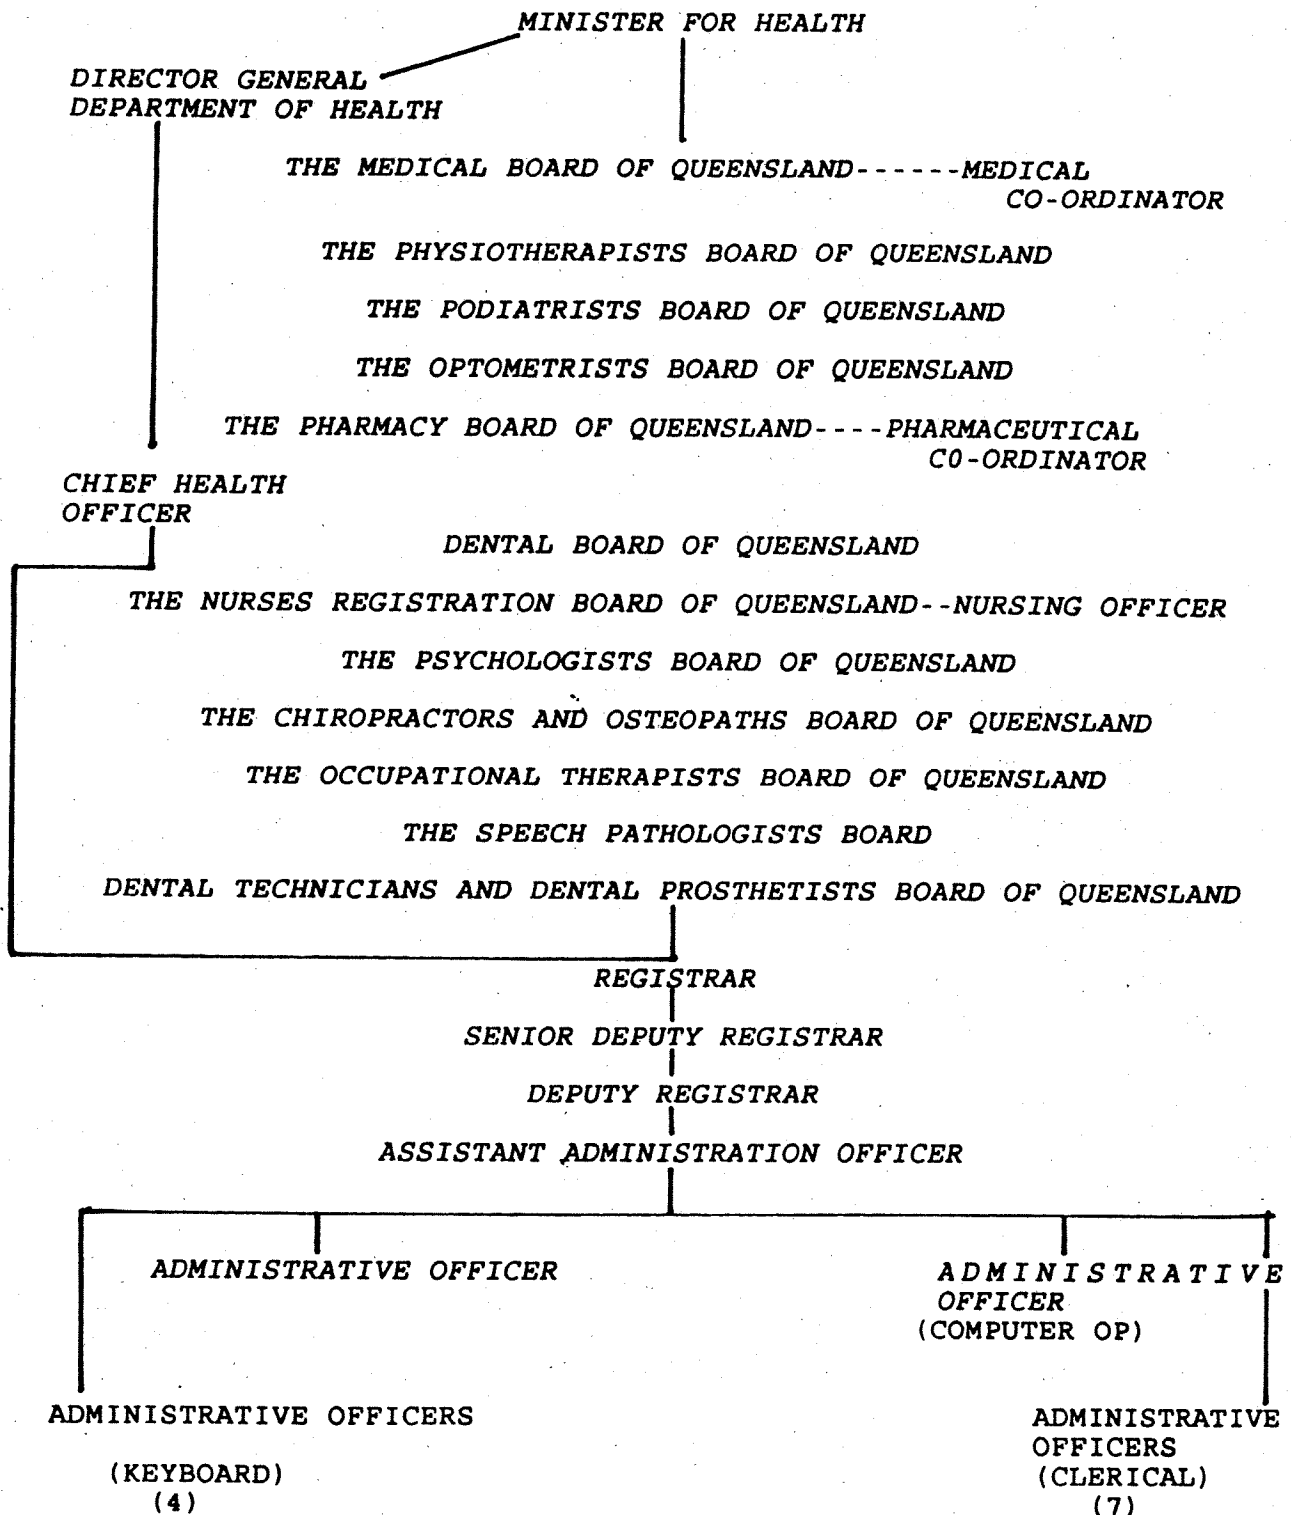 MINISTER FOR HEALTH
DIRECTOR GENERAL
DEPARTMENT OF HEALTH
THE MEDICAL BOARD OF QUEENSLAND------MEDICAL
CO-ORDINATOR
THE PHYSIOTHERAPISTS BOARD OF QUEENSLAND
THE PODIATRISTS BOARD OF QUEENSLAND
THE OPTOMETRISTS BOARD OF QUEENSLAND
THE PHARMACY BOARD OF QUEENSLAND----PHARMACEUTICAL
CO-ORDINATOR
CHIEF HEALTH
OFFICER
DENTAL BOARD OF QUEENSLAND
THE NURSES REGISTRATION BOARD OF QUEENSLAND--NURSING OFFICER
THE PSYCHOLOGISTS BOARD OF QUEENSLAND
THE CHIROPRACTORS AND OSTEOPATHS BOARD OF QUEENSLAND
THE OCCUPATIONAL THERAPISTS BOARD OF QUEENSLAND
THE SPEECH PATHOLOGISTS BOARD
DENTAL TECHNICIANS AND DENTAL PROSTHETISTS BOARD OF QUEENSLAND
REGISTRAR
SENIOR DEPUTY REGISTRAR
DEPUTY REGISTRAR
ASSISTANT ADMINISTRATION OFFICER
ADMINISTRATIVE OFFICER
ADMINISTRATIVE
OFFICER
(COMPUTER OP)
ADMINISTRATIVE OFFICERS
(KEYBOARD)
(4)
ADMINISTRATIVE
OFFICERS
(CLERICAL)
(7)